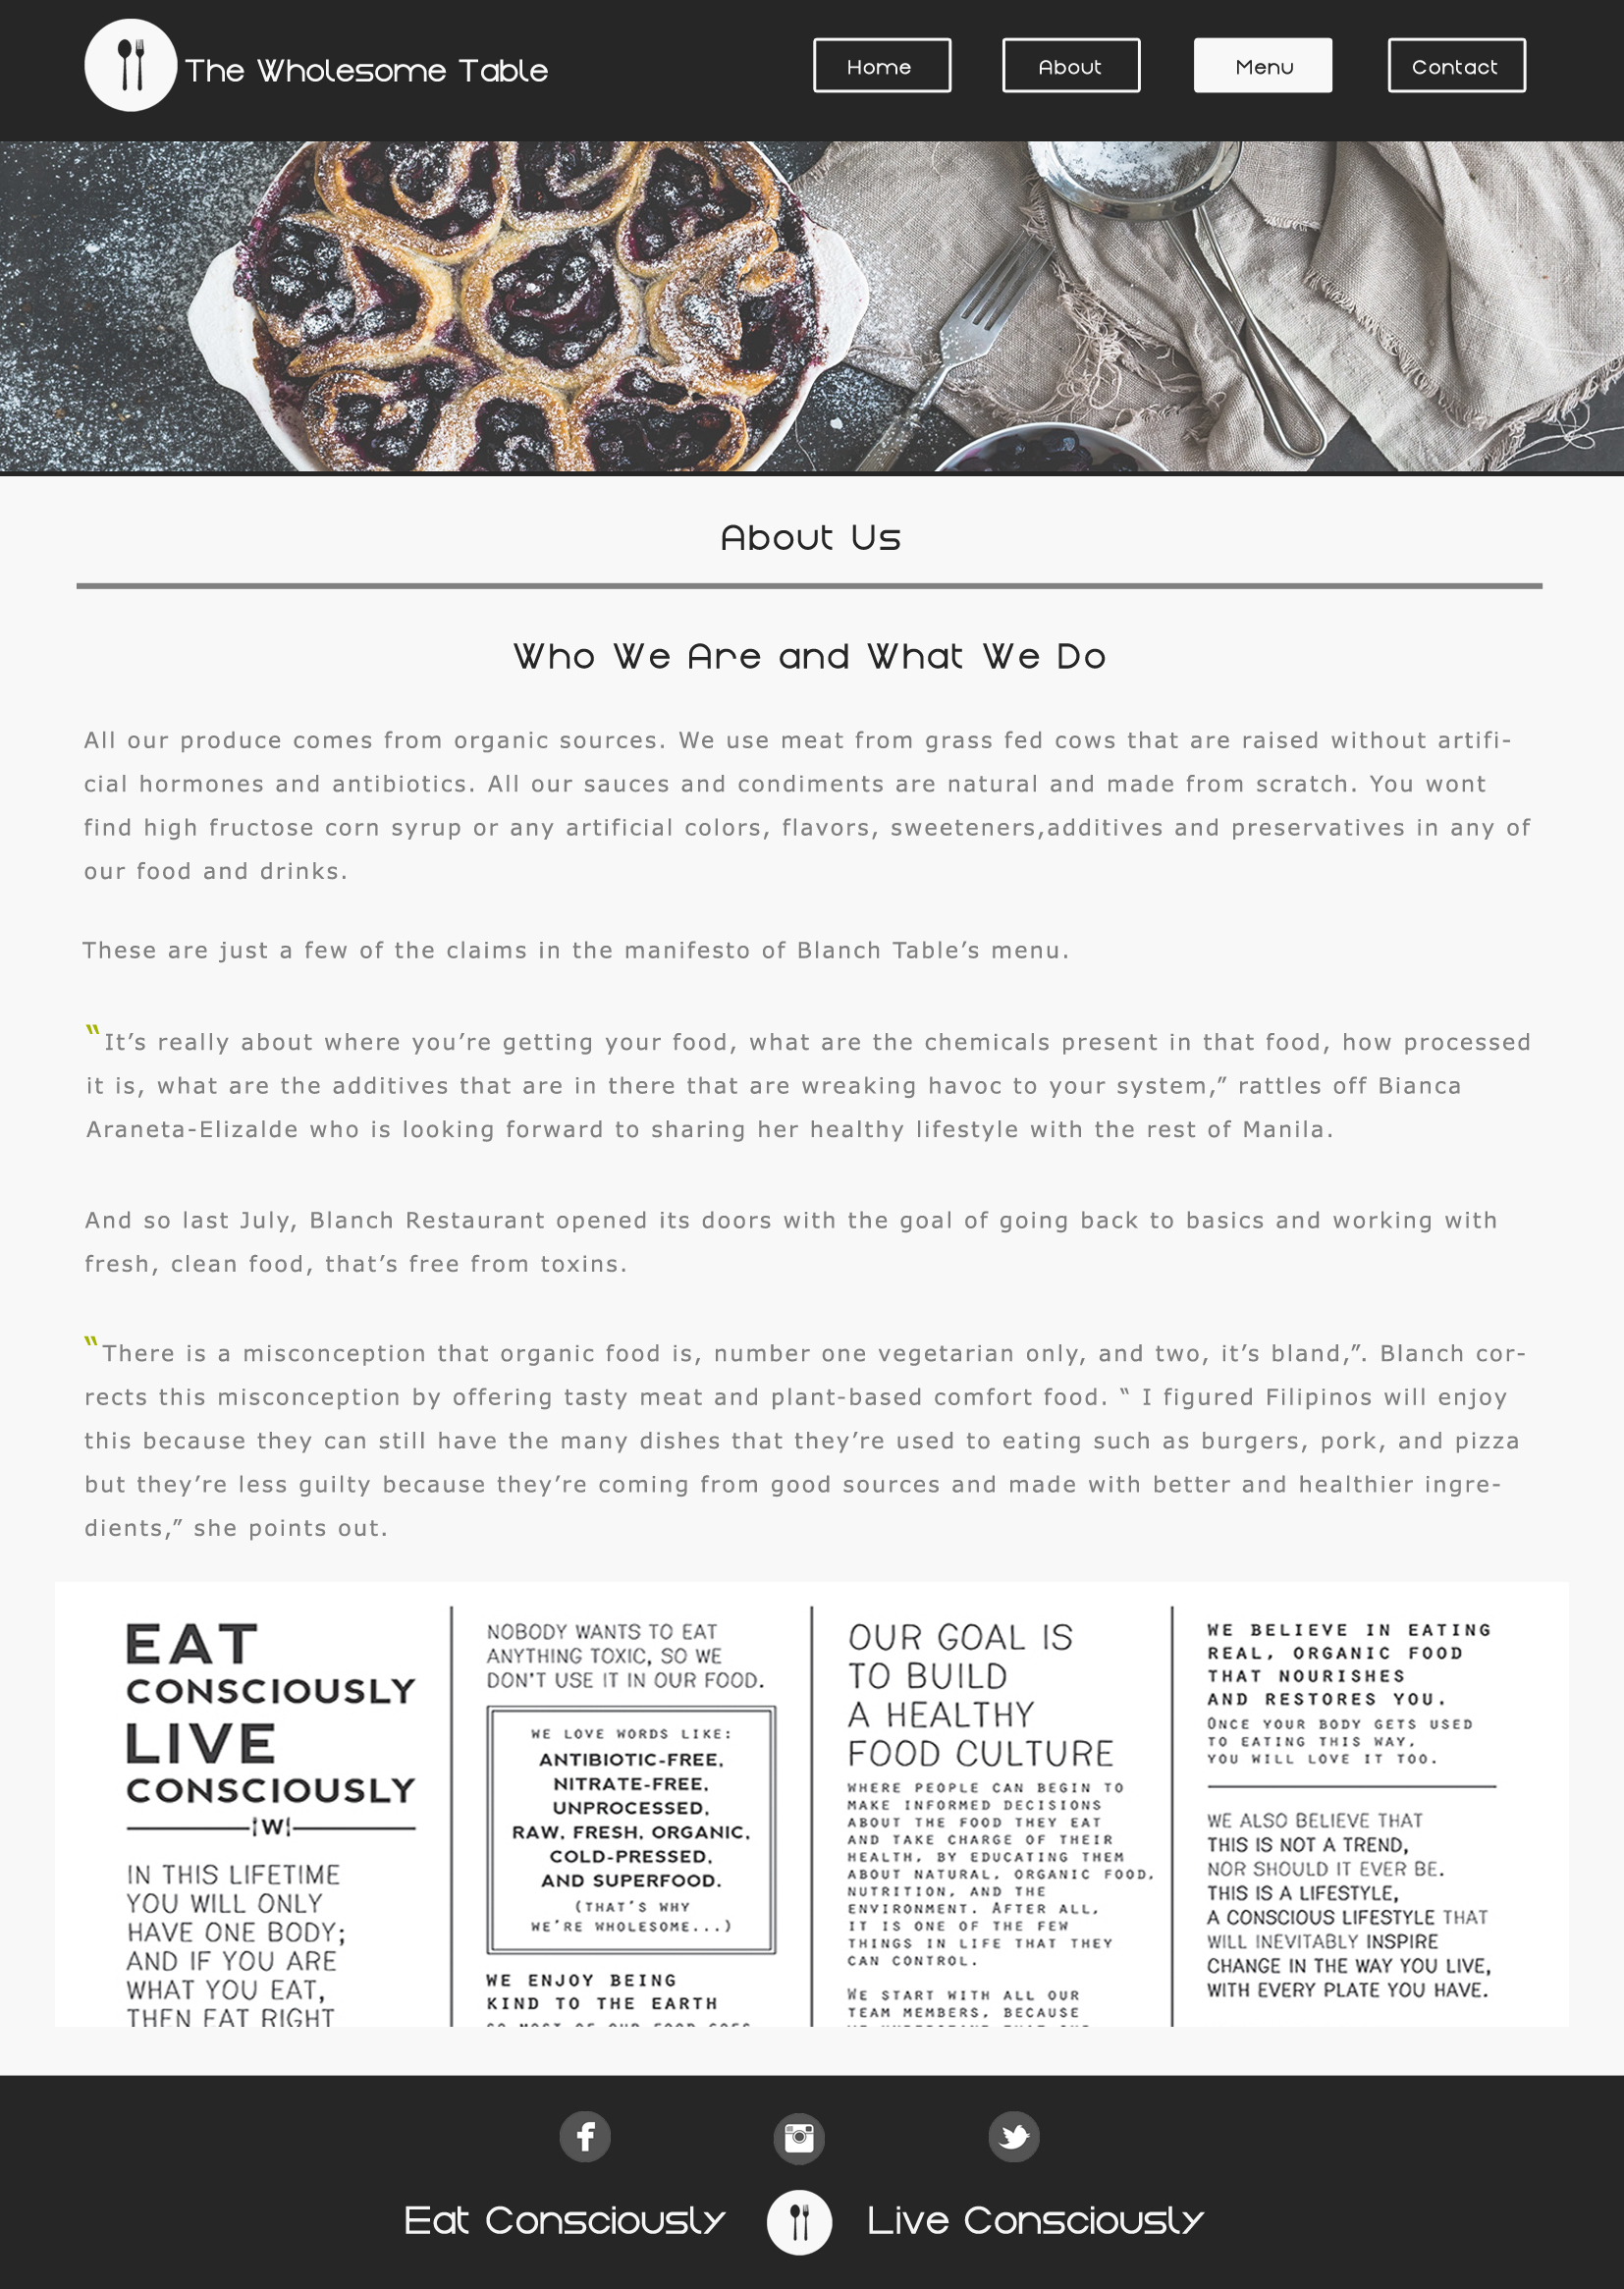 The Wholesome Table
Home
About
Menu
Contact
About Us
Who We Are and What We Do
All our produce comes from organic sources. We use meat from grass fed cows that are raised without artifi-
cial hormones and antibiotics. All our sauces and condiments are natural and made from scratch. You wont
find high fructose corn syrup or any artificial colors, flavors, sweeteners,additives and preservatives in any of
our food and drinks.
These are just a few of the claims in the manifesto of Blanch Table’s menu.
“It’s really about where you’re getting your food, what are the chemicals present in that food, how processed
it is, what are the additives that are in there that are wreaking havoc to your system,” rattles off Bianca
Araneta-Elizalde who is looking forward to sharing her healthy lifestyle with the rest of Manila.
And so last July, Blanch Restaurant opened its doors with the goal of going back to basics and working with
fresh, clean food, that’s free from toxins.
“There is a misconception that organic food is, number one vegetarian only, and two, it’s bland,”. Blanch cor-
rects this misconception by offering tasty meat and plant-based comfort food. “ I figured Filipinos will enjoy
this because they can still have the many dishes that they’re used to eating such as burgers, pork, and pizza
but they’re less guilty because they’re coming from good sources and made with better and healthier ingre-
dients,” she points out.
EAT
CONSCIOUSLY
LIVE
CONSCIOUSLY
W
IN THIS LIFETIME
YOU WILL ONLY
HAVE ONE BODY;
AND IF YOU ARE
WHAT YOU EAT,
THEN EAT RIGHT
NOBODY WANTS TO EAT
ANYTHING TOXIC, SO WE
DON'T USE IT IN OUR FOOD.
WE LOVE WORDS LIKE:
ANTIBIOTIC-FREE,
NITRATE-FREE,
UNPROCESSED,
RAW, FRESH, ORGANIC,
COLD-PRESSED,
AND SUPERFOOD.
(THAT'S WHY
WE'RE WHOLESOME...)
WE ENJOY BEING
KIND TO THE EARTH
OUR GOAL IS
TO BUILD
A HEALTHY
FOOD CULTURE
WHERE PEOPLE CAN BEGIN TO
MAKE INFORMED DECISIONS
ABOUT THE FOOD THEY EAT
AND TAKE CHARGE OF THEIR
HEALTH, BY EDUCATING THEM
ABOUT NATURAL, ORGANIC FOOD,
NUTRITION, AND THE
ENVIRONMENT. AFTER ALL,
IT IS ONE OF THE FEW
THINGS IN LIFE THAT THEY
CAN CONTROL.
WE START WITH ALL OUR
TEAM MEMBERS, BECAUSE
WE BELIEVE IN EATING
REAL, ORGANIC FOOD
THAT NOURISHES
AND RESTORES YOU.
ONCE YOUR BODY GETS USED
TO EATING THIS WAY,
YOU WILL LOVE IT TOO.
WE ALSO BELIEVE THAT
THIS IS NOT A TREND,
NOR SHOULD IT EVER BE.
THIS IS A LIFESTYLE,
A CONSCIOUS LIFESTYLE THAT
WILL INEVITABLY INSPIRE
CHANGE IN THE WAY YOU LIVE,
WITH EVERY PLATE YOU HAVE.
Eat Consciously
Live Consciously